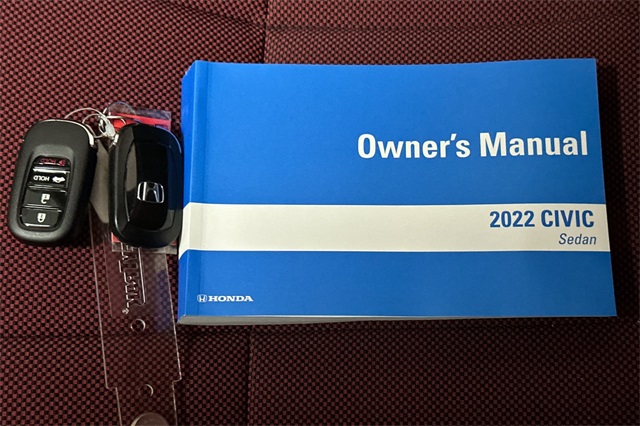 Owner's Manual
2022 CIVIC
Sedan
HONDA
HOLD